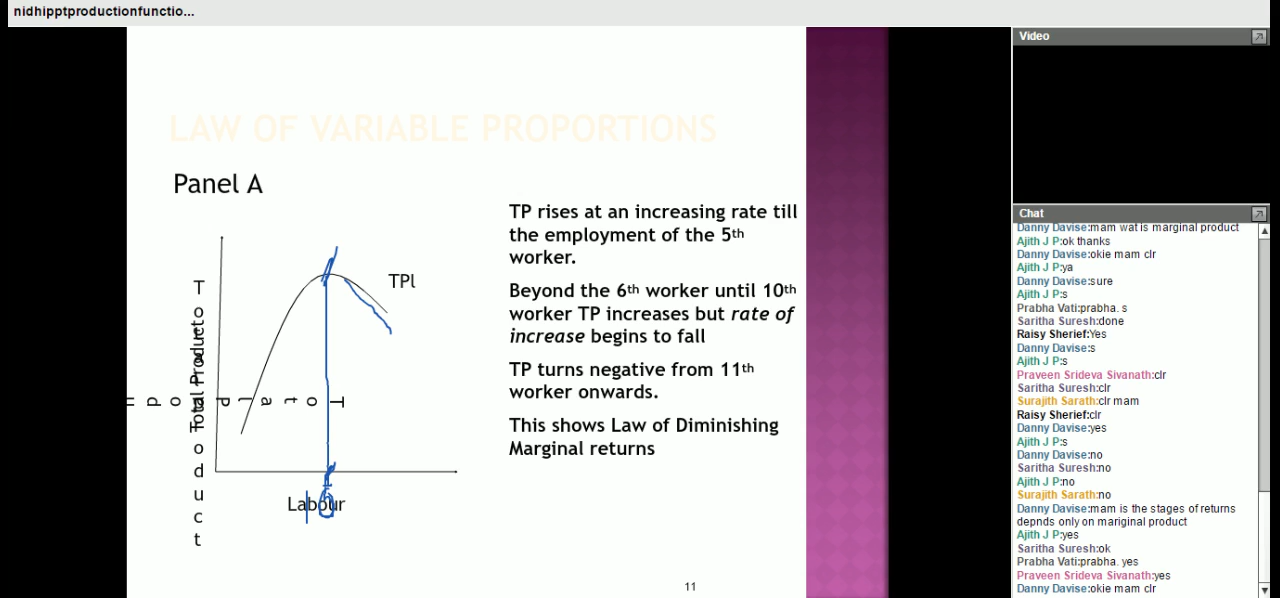 nidhipptproductionfunctio...
LAW OF VARIABLE PROPORTIONS
Panel A
TPl
Total Product
Total Product
Labour
TP rises at an increasing rate till
the employment of the 5th
worker.
Beyond the 6th worker until 10th
worker TP increases but rate of
increase begins to fall
TP turns negative from 11th
worker onwards.
This shows Law of Diminishing
Marginal returns
11
Video
Chat
Danny Davise:mam wat is marginal product
Ajith J P:ok thanks
Danny Davise:okie mam clr
Ajith J P:ya
Danny Davise:sure
Ajith J P:s
Prabha Vati:prabha. s
Saritha Suresh:done
Raisy Sherief:Yes
Danny Davise:s
Ajith J P:s
Praveen Srideva Sivanath:clr
Saritha Suresh:clr
Surajith Sarath:clr mam
Raisy Sherief:clr
Danny Davise:yes
Ajith J P:s
Danny Davise:no
Saritha Suresh:no
Ajith J P:no
Surajith Sarath:no
Danny Davise:mam is the stages of returns
depnds only on mariginal product
Ajith J P:yes
Saritha Suresh:ok
Prabha Vati:prabha. yes
Praveen Srideva Sivanath:yes
Danny Davise:okie mam clr